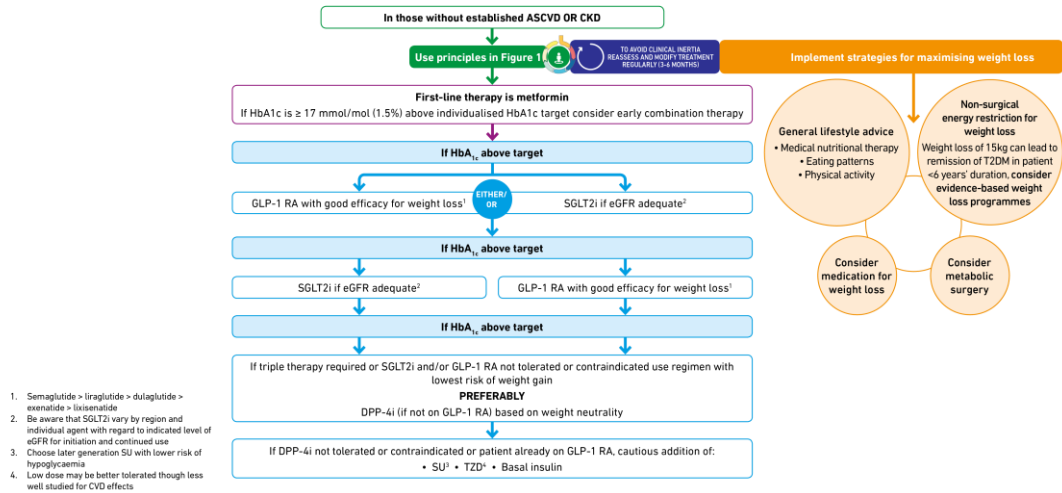 In those without established ASCVD OR CKD
Use principles in Figure 1
TO AVOID CLINICAL INERTIA
REASSESS AND MODIFY TREATMENT
REGULARLY (3-6 MONTHS)
Implement strategies for maximising weight loss
First-line therapy is metformin
If HbA1c is ≥ 17 mmol/mol (1.5%) above individualised HbA1c target consider early combination therapy
If HbA1c above target
GLP-1 RA with good efficacy for weight loss1
EITHER/
OR
SGLT2i if eGFR adequate2
If HbA1c above target
SGLT2i if eGFR adequate2
GLP-1 RA with good efficacy for weight loss1
If HbA1c above target
If triple therapy required or SGLT2i and/or GLP-1 RA not tolerated or contraindicated use regimen with
lowest risk of weight gain
PREFERABLY
DPP-4i (if not on GLP-1 RA) based on weight neutrality
If DPP-4i not tolerated or contraindicated or patient already on GLP-1 RA, cautious addition of:
• SU3 • TZD4 • Basal insulin
General lifestyle advice
• Medical nutritional therapy
• Eating patterns
• Physical activity
Non-surgical
energy restriction for
weight loss
Weight loss of 15kg can lead to
remission of T2DM in patient
<6 years' duration, consider
evidence-based weight
loss programmes
Consider
medication for
weight loss
Consider
metabolic
surgery
1. Semaglutide > liraglutide > dulaglutide >
exenatide > lixisenatide
2. Be aware that SGLT2i vary by region and
individual agent with regard to indicated level of
eGFR for initiation and continued use
3. Choose later generation SU with lower risk of
hypoglycaemia
4. Low dose may be better tolerated though less
well studied for CVD effects